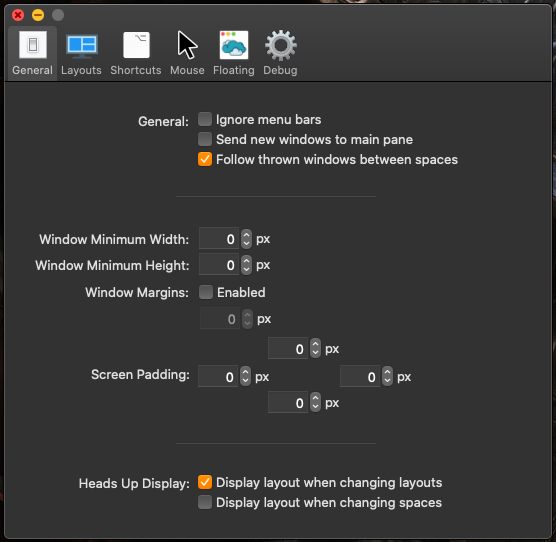 General
Layouts
Shortcuts
Mouse
Floating
Debug
General:
Ignore menu bars
Send new windows to main pane
Follow thrown windows between spaces
Window Minimum Width: 0 px
Window Minimum Height: 0 px
Window Margins: Enabled
0 px
0 px
Screen Padding: 0 px 0 px
0 px
Heads Up Display: Display layout when changing layouts
Display layout when changing spaces